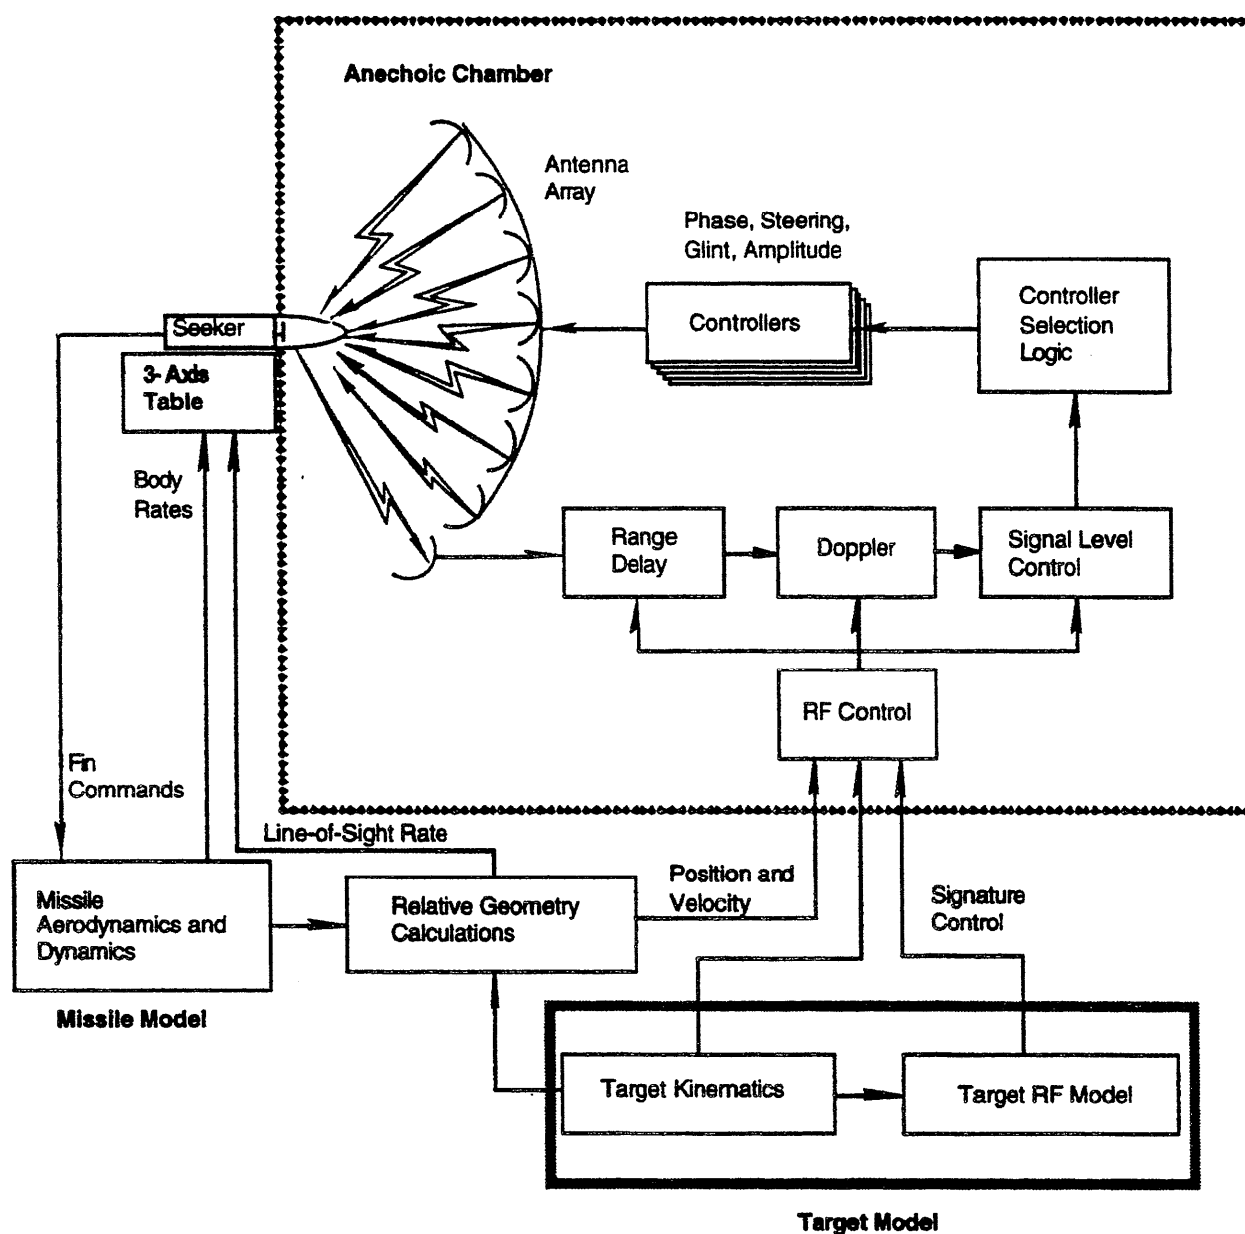 Anechoic Chamber
Antenna
Array
Phase, Steering,
Glint, Amplitude
Controllers
Controller
Selection
Logic
Seeker
3-Axis
Table
Body
Rates
Range
Delay
Doppler
Signal Level
Control
RF Control
Fin
Commands
Line-of-Sight Rate
Missile
Aerodynamics and
Dynamics
Relative Geometry
Calculations
Position and
Velocity
Signature
Control
Missile Model
Target Kinematics
Target RF Model
Target Model